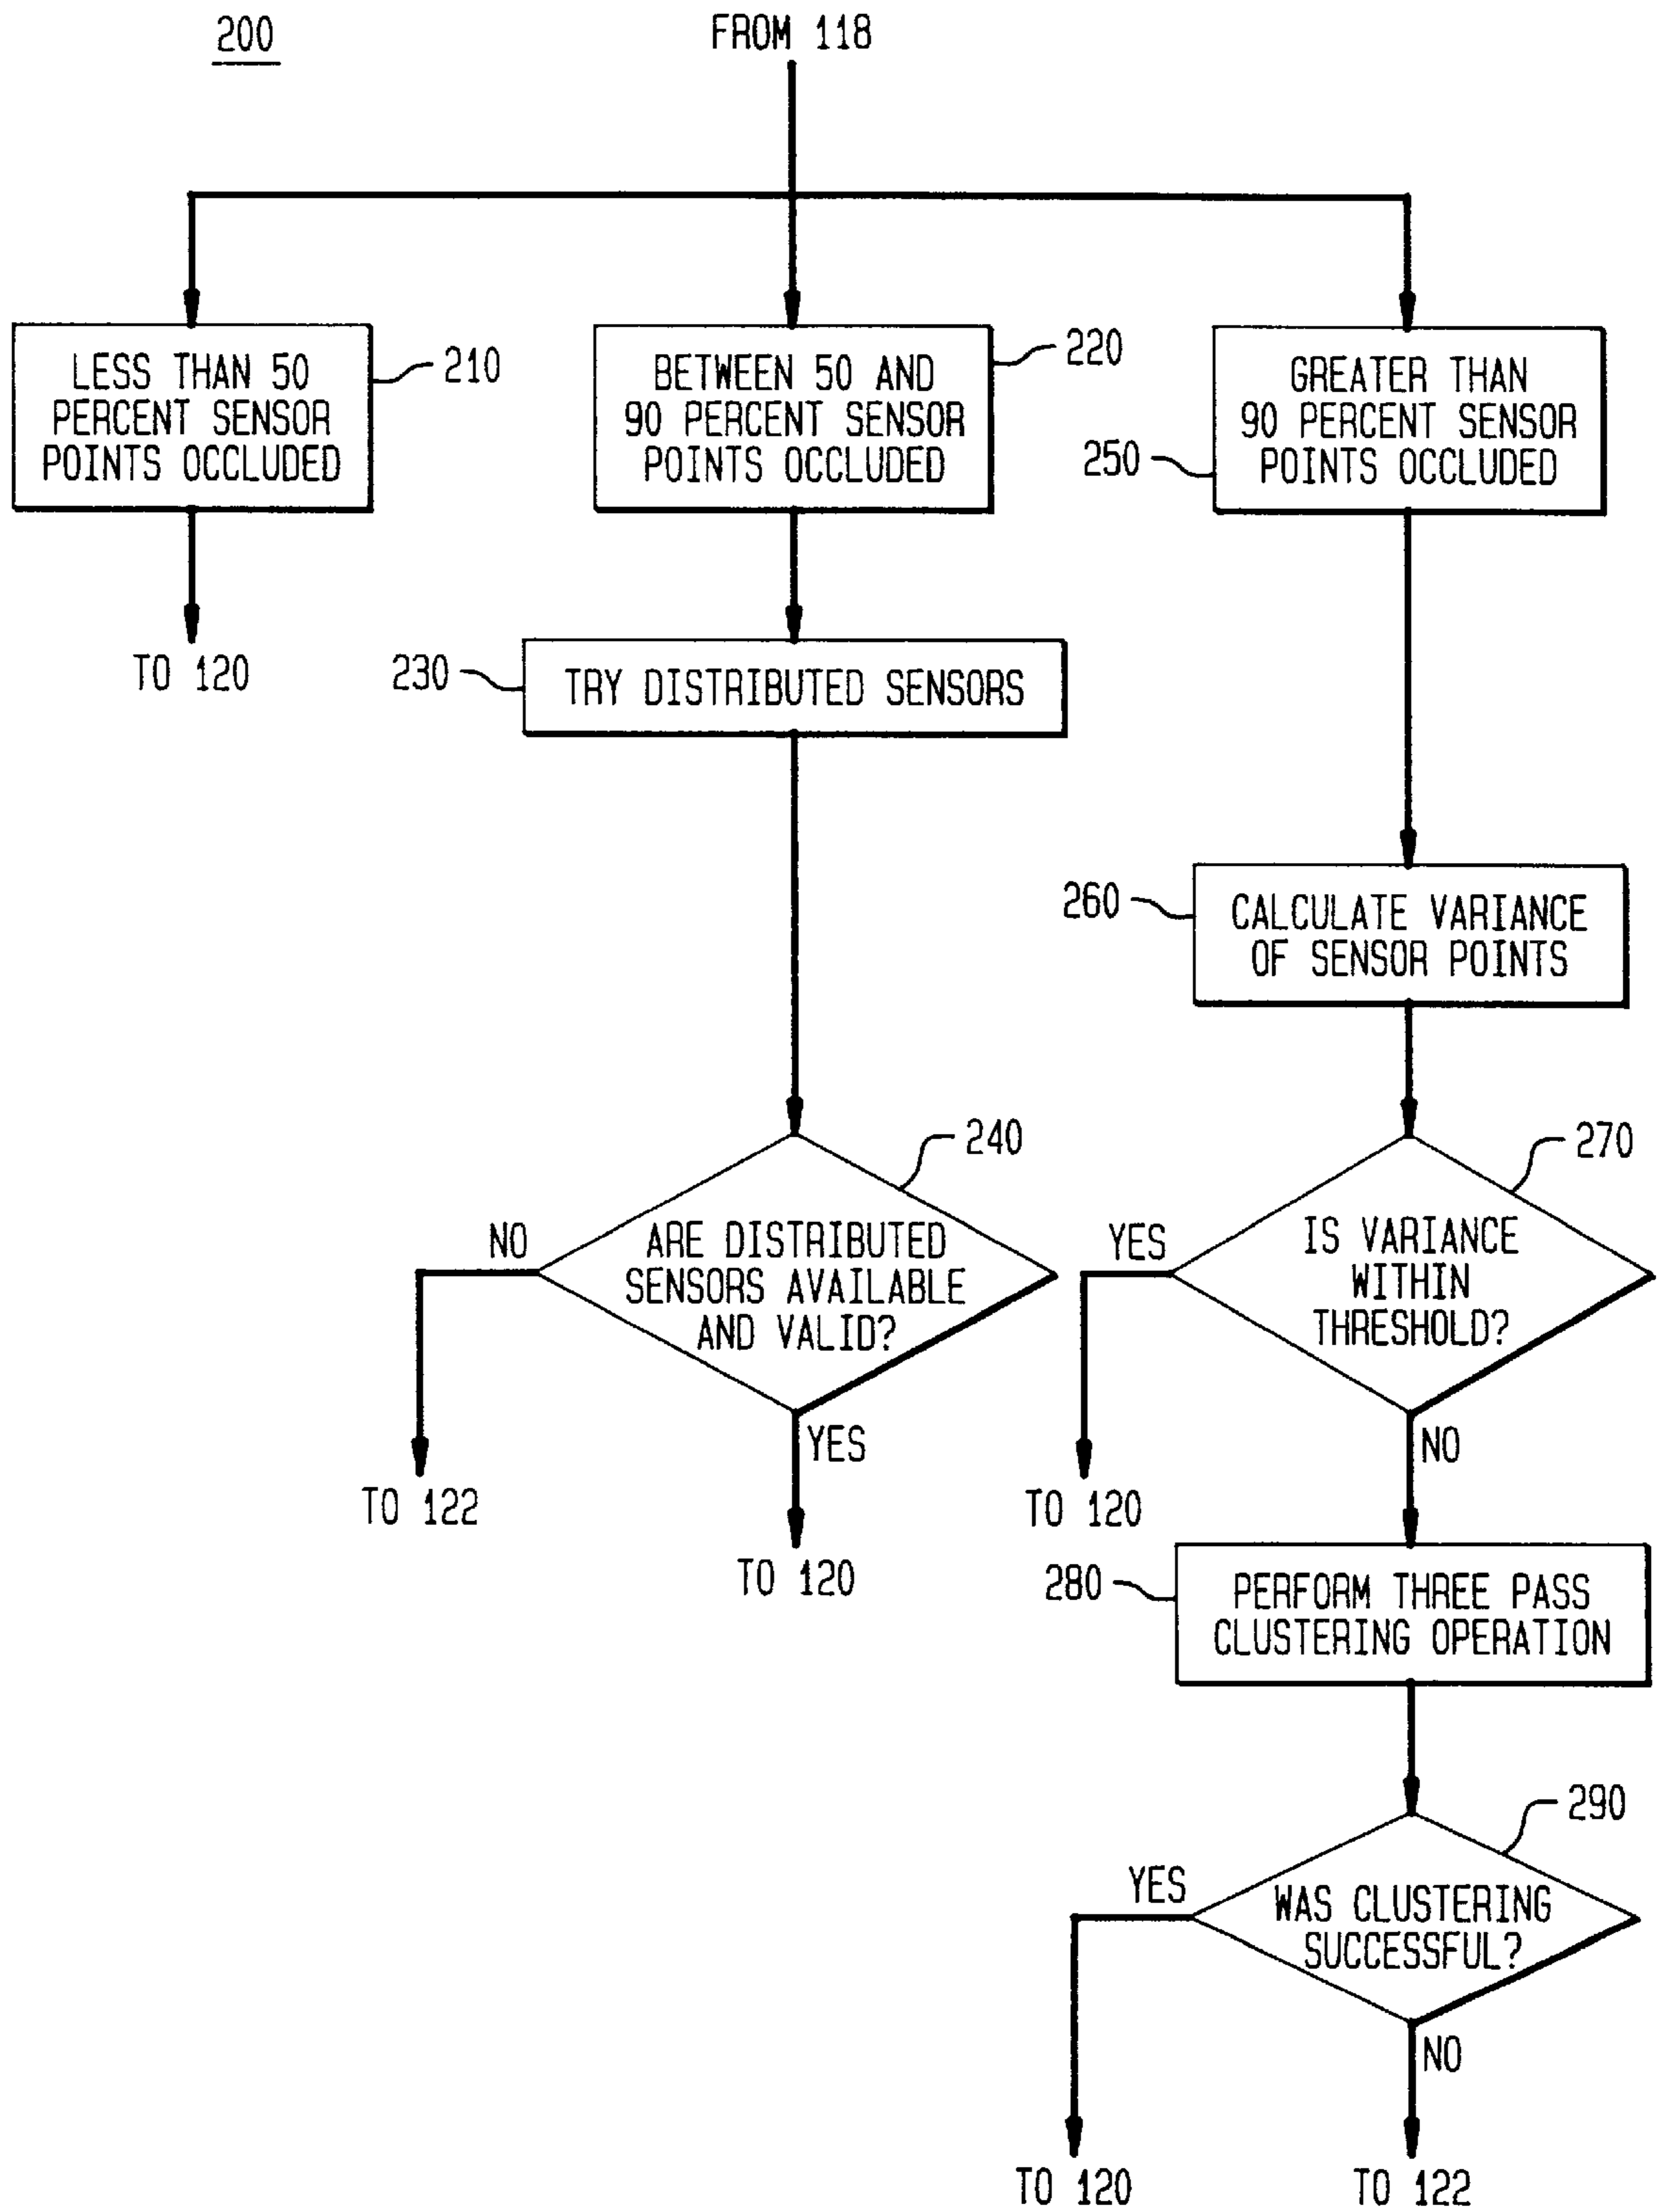 200
FROM 118
LESS THAN 50
PERCENT SENSOR
POINTS OCCLUDED
210
BETWEEN 50 AND
90 PERCENT SENSOR
POINTS OCCLUDED
220
GREATER THAN
90 PERCENT SENSOR
POINTS OCCLUDED
250
TO 120
230
TRY DISTRIBUTED SENSORS
260
CALCULATE VARIANCE
OF SENSOR POINTS
240
ARE DISTRIBUTED
SENSORS AVAILABLE
AND VALID?
NO
YES
TO 122
TO 120
270
IS VARIANCE
WITHIN
THRESHOLD?
YES
NO
TO 120
280
PERFORM THREE PASS
CLUSTERING OPERATION
290
WAS CLUSTERING
SUCCESSFUL?
YES
NO
TO 120
TO 122